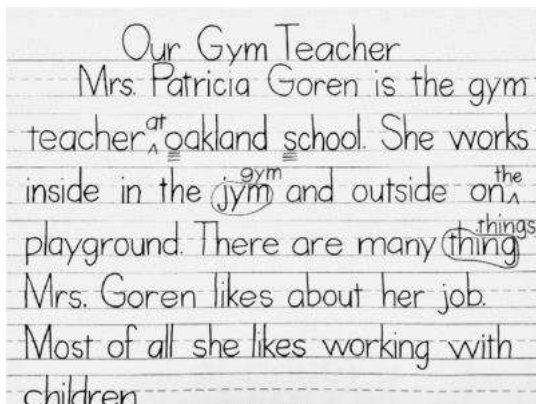 Our Gym Teacher
Mrs. Patricia Goren is the gym
at
teacher ^ oakland school. She works
gym the
inside in the jym and outside on ^
things
playground. There are many thing
Mrs. Goren likes about her job.
Most of all she likes working with
children